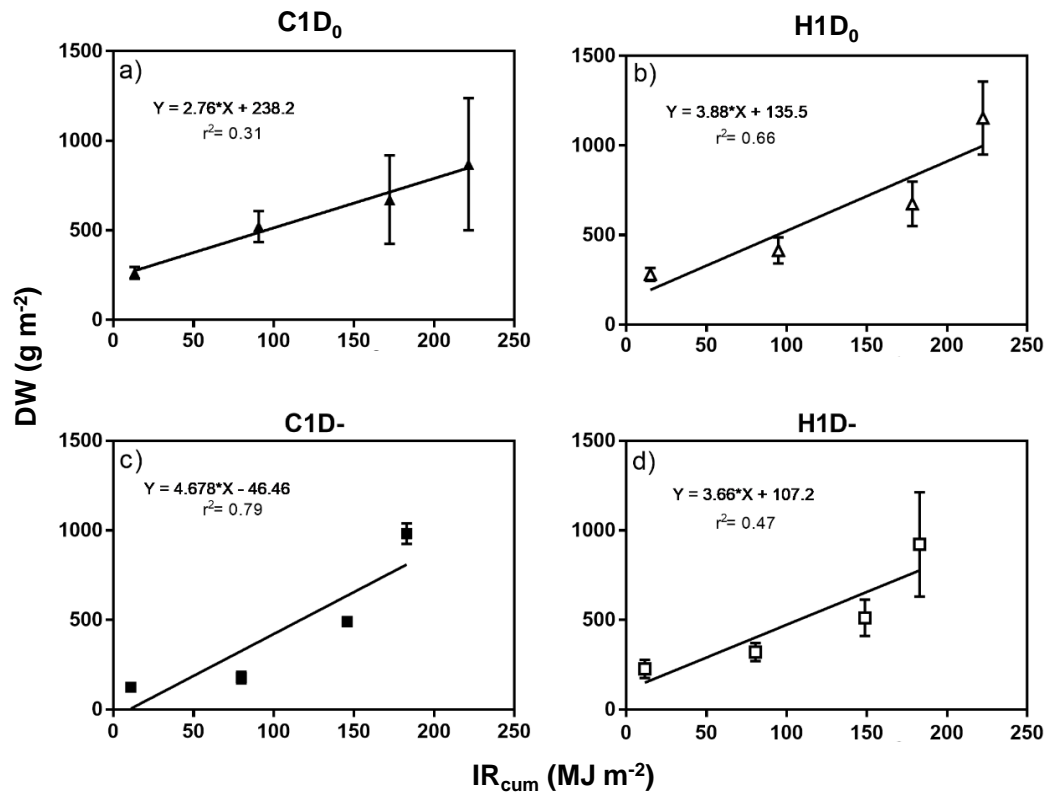 C1D0
H1D0
a)
Y = 2.76*X + 238.2
r2= 0.31
1500
1000
500
0
0 50 100 150 200 250
b)
Y = 3.88*X + 135.5
r2= 0.66
1500
1000
500
0
0 50 100 150 200 250
DW (g m-2)
C1D-
H1D-
c)
Y = 4.678*X - 46.46
r2= 0.79
1500
1000
500
0
0 50 100 150 200 250
d)
Y = 3.66*X + 107.2
r2= 0.47
1500
1000
500
0
0 50 100 150 200 250
IRcum (MJ m-2)